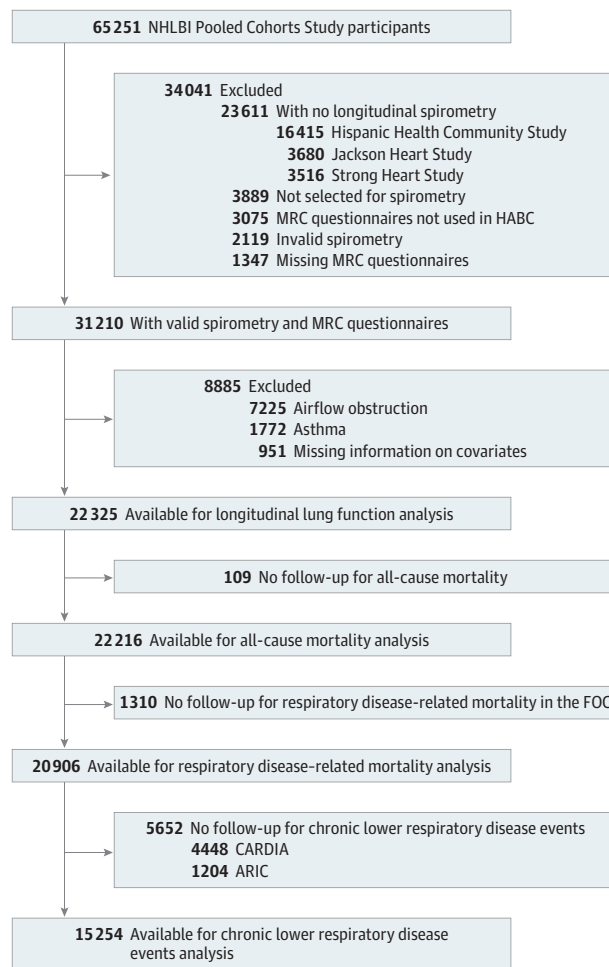 65251 NHLBI Pooled Cohorts Study participants
34041 Excluded
23611 With no longitudinal spirometry
16415 Hispanic Health Community Study
3680 Jackson Heart Study
3516 Strong Heart Study
3889 Not selected for spirometry
3075 MRC questionnaires not used in HABC
2119 Invalid spirometry
1347 Missing MRC questionnaires
31210 With valid spirometry and MRC questionnaires
8885 Excluded
7225 Airflow obstruction
1772 Asthma
951 Missing information on covariates
22325 Available for longitudinal lung function analysis
109 No follow-up for all-cause mortality
22216 Available for all-cause mortality analysis
1310 No follow-up for respiratory disease-related mortality in the FOC
20906 Available for respiratory disease-related mortality analysis
5652 No follow-up for chronic lower respiratory disease events
4448 CARDIA
1204 ARIC
15254 Available for chronic lower respiratory disease
events analysis